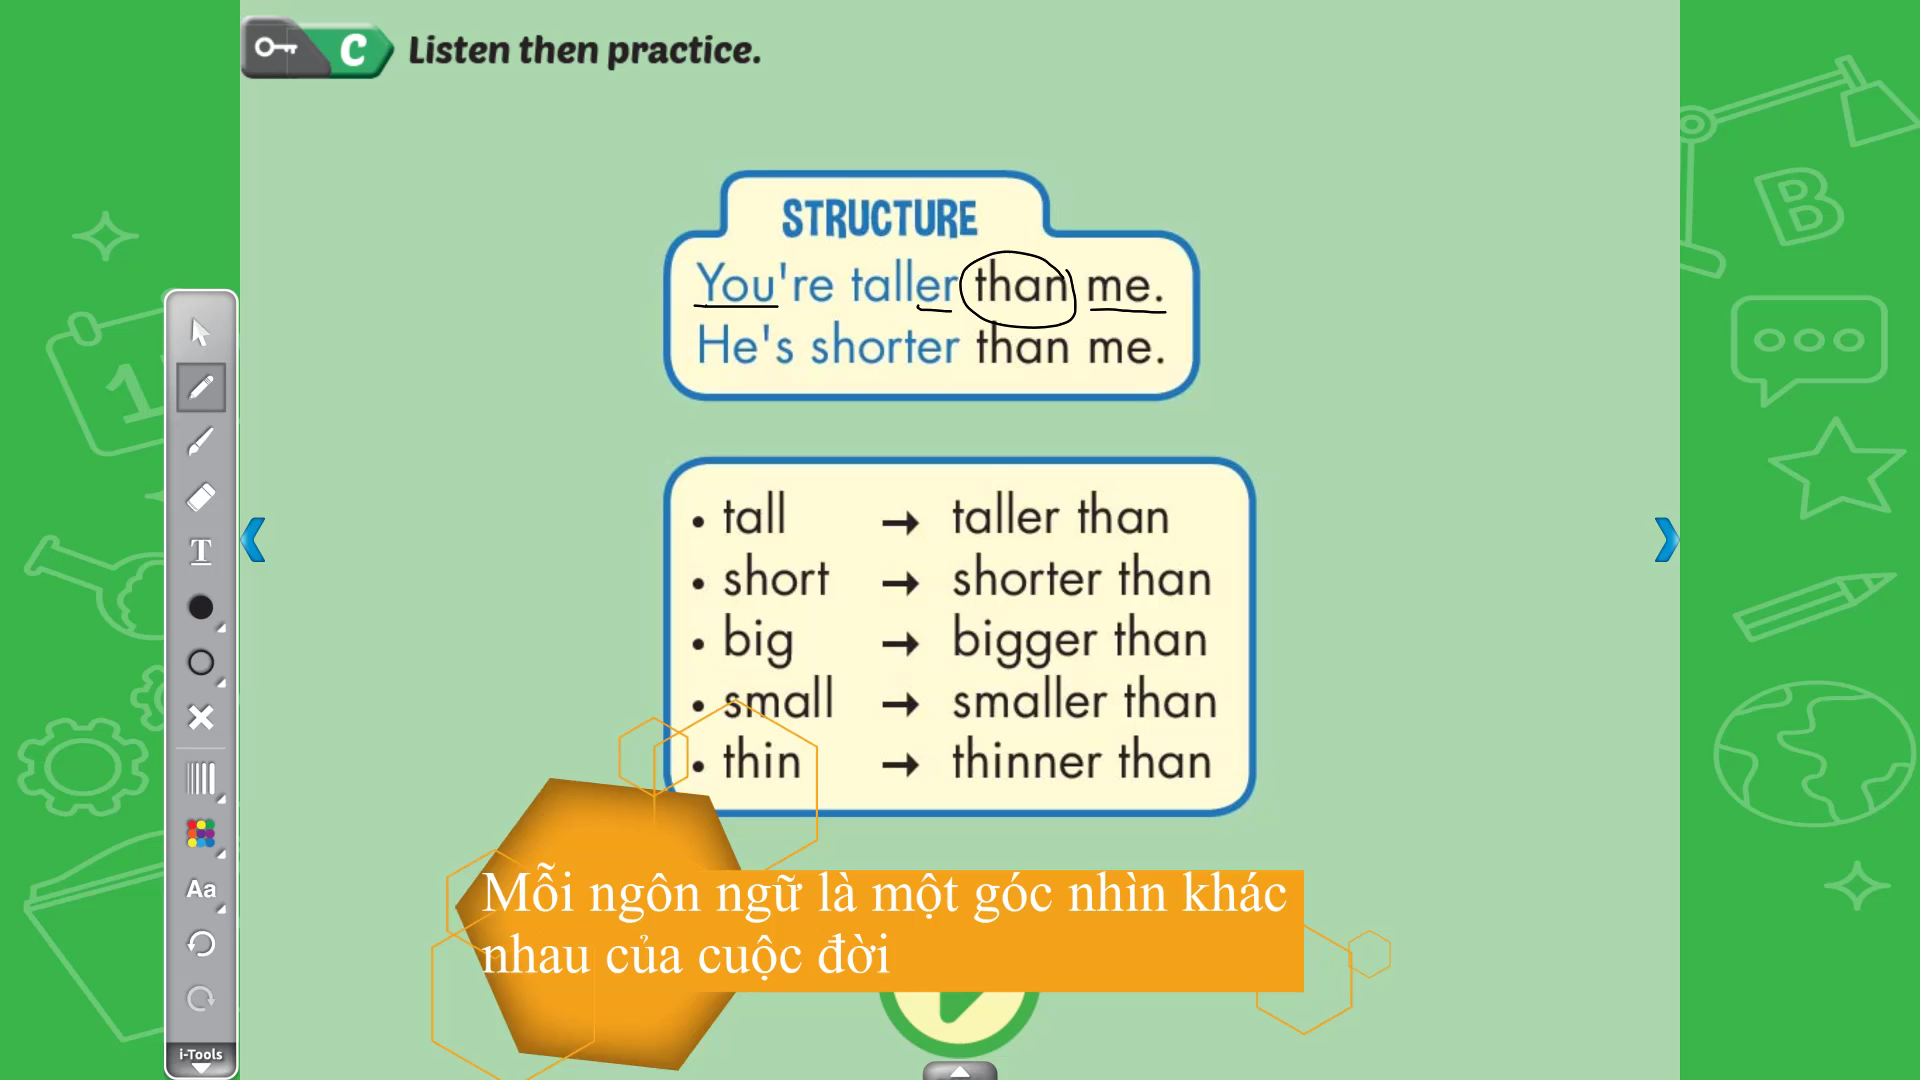 C Listen then practice.
STRUCTURE
You're taller than me.
He's shorter than me.
• tall → taller than
• short → shorter than
• big → bigger than
• small → smaller than
• thin → thinner than
Mỗi ngôn ngữ là một góc nhìn khác
nhau của cuộc đời
T
Aa
i-Tools
1
B